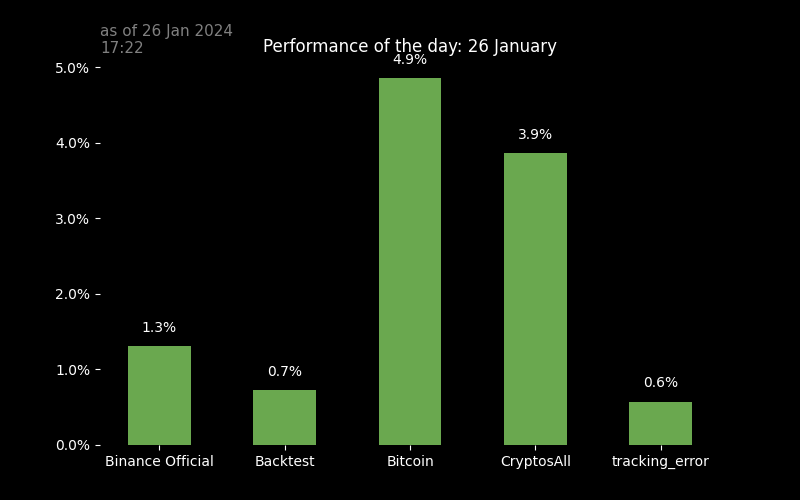 as of 26 Jan 2024
17:22
Performance of the day: 26 January
5.0%
4.0%
3.0%
2.0%
1.0%
0.0%
1.3%
0.7%
4.9%
3.9%
0.6%
Binance Official
Backtest
Bitcoin
CryptosAll
tracking_error